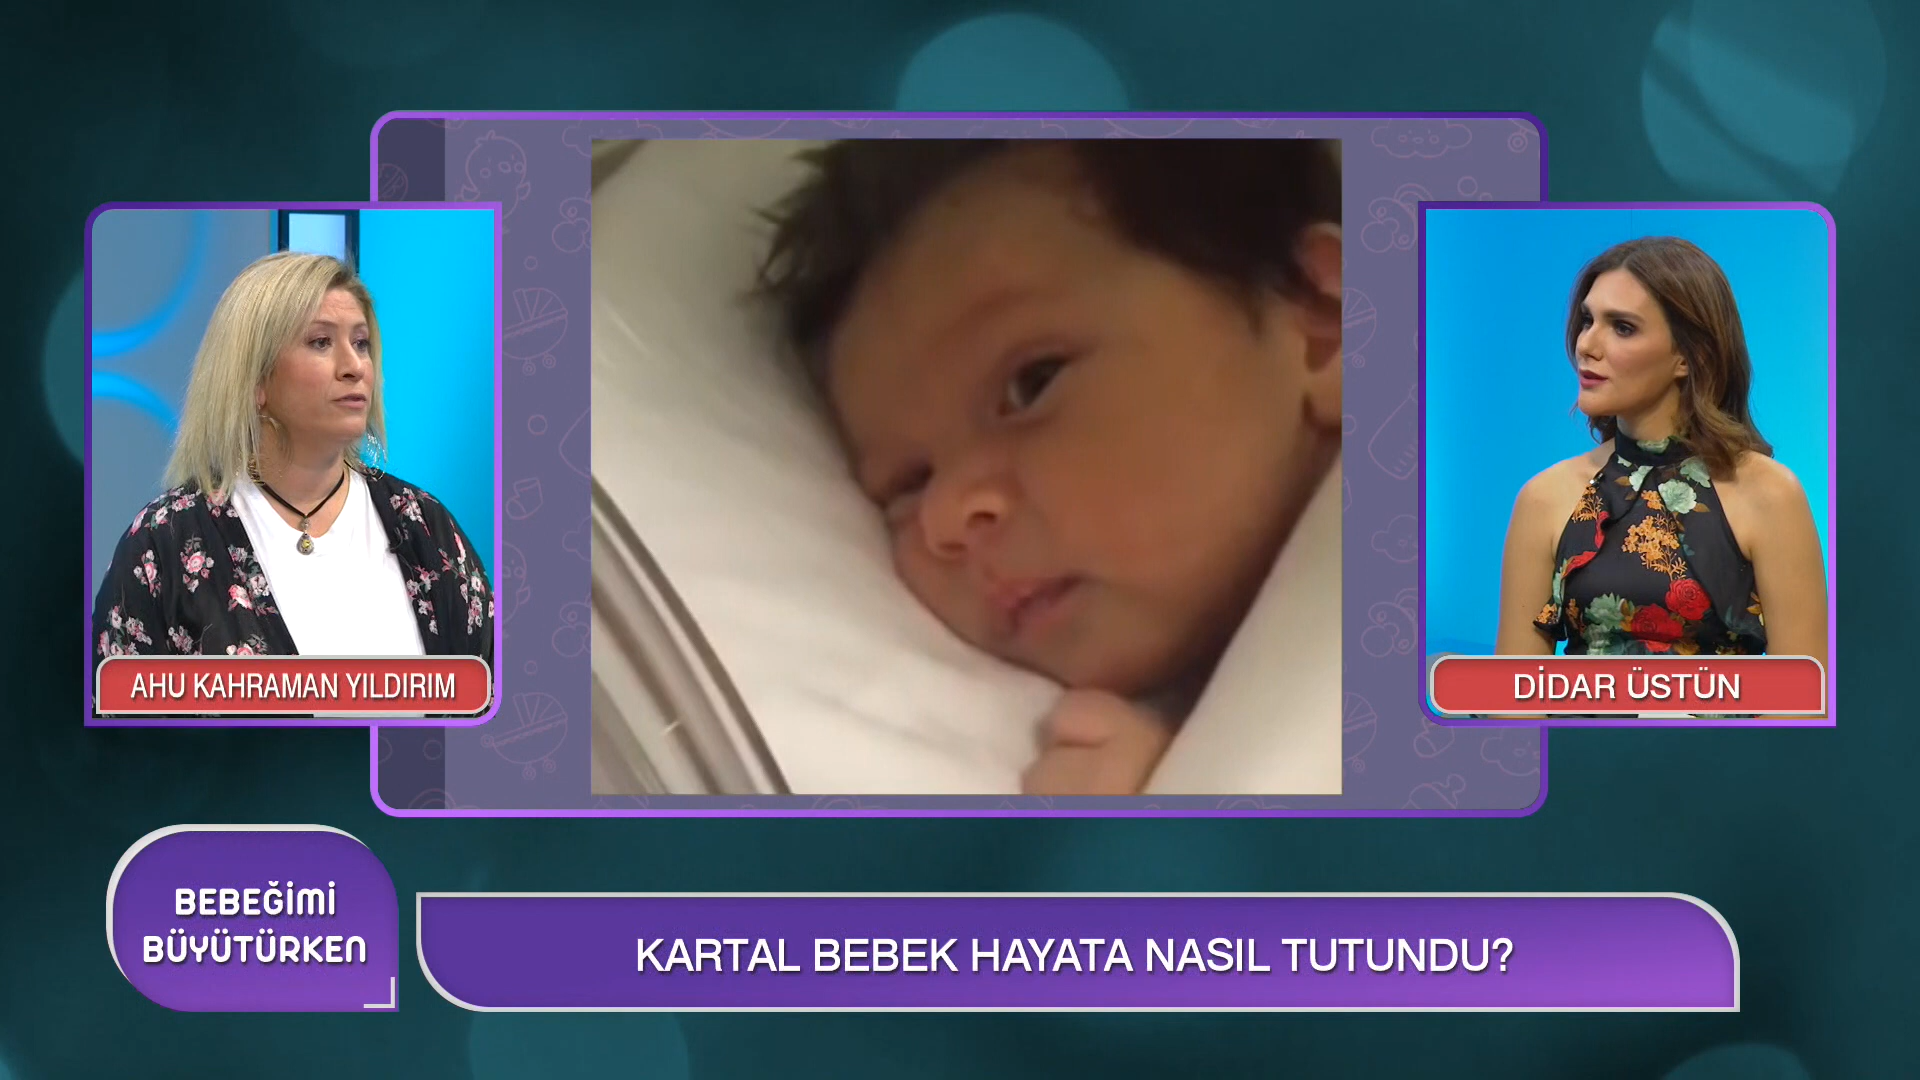 AHU KAHRAMAN YILDIRIM
DİDAR ÜSTÜN
BEBEĞİMİ
BÜYÜTÜRKEN
KARTAL BEBEK HAYATA NASIL TUTUNDU?